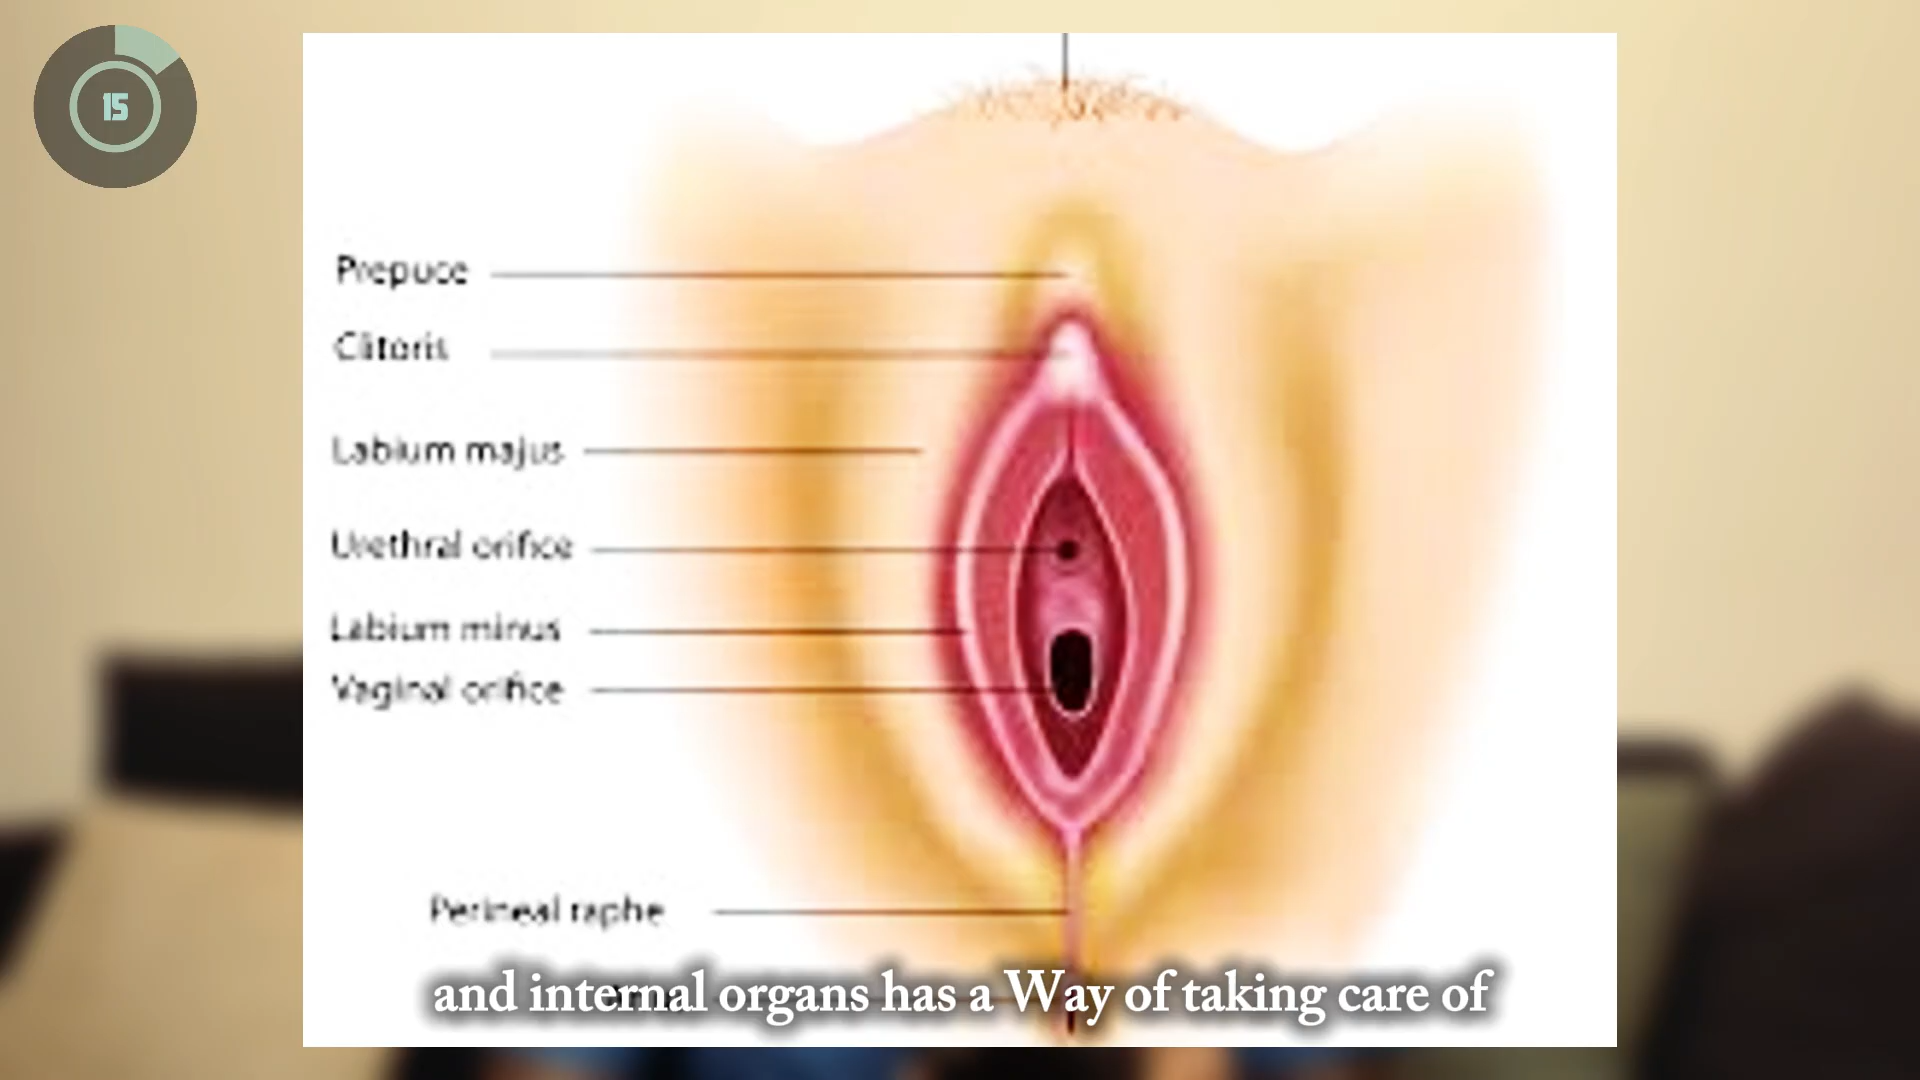 15
Prepuce
Clitoris
Labium majus
Urethral orifice
Labium minus
Vaginal orifice
Perineal raphe
and internal organs has a Way of taking care of